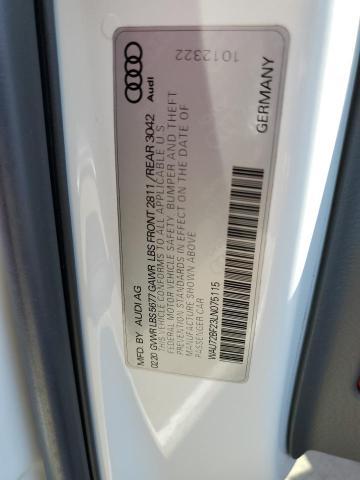 MFD. BY AUDI AG
02/20 GVWR LBS 5677 GAWR LBS FRONT 2811 / REAR 3042
THIS VEHICLE CONFORMS TO ALL APPLICABLE U S
FEDERAL MOTOR VEHICLE SAFETY, BUMPER AND THEFT
PREVENTION STANDARDS IN EFFECT ON THE DATE OF
MANUFACTURE SHOWN ABOVE
PASSENGER CAR
WAU72BF23LN075115
Audi
GERMANY
1012322